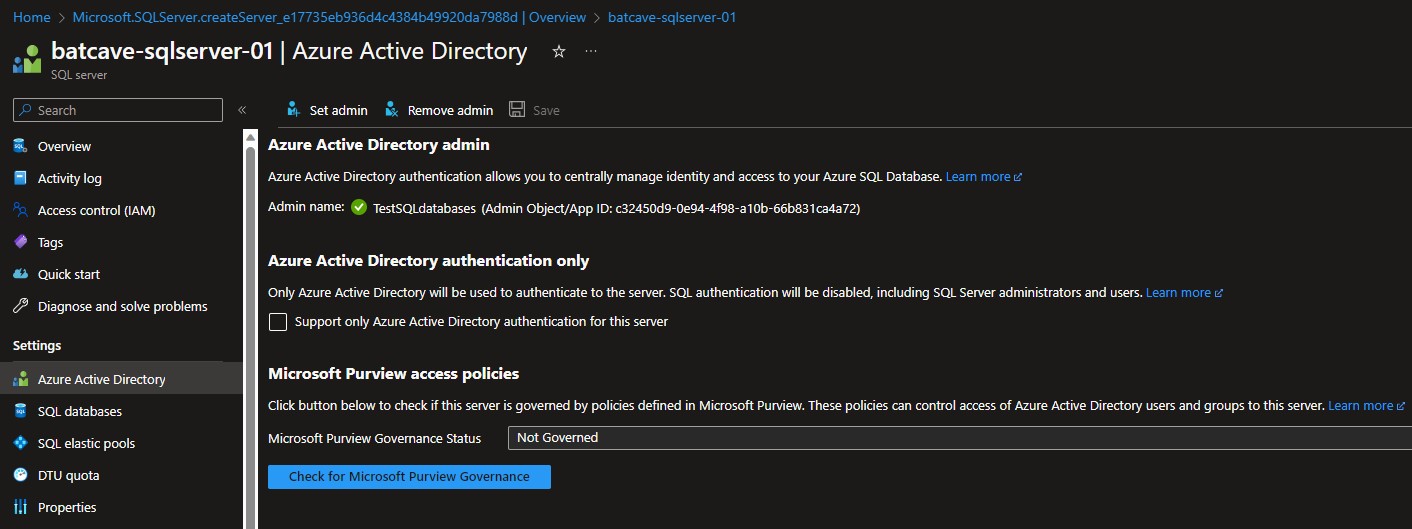 Home > Microsoft.SQLServer.createServer_e17735eb936d4c4384b49920da7988d | Overview > batcave-sqlserver-01
batcave-sqlserver-01 | Azure Active Directory
SQL server
Search
Set admin
Remove admin
Save
Overview
Activity log
Access control (IAM)
Tags
Quick start
Diagnose and solve problems
Settings
Azure Active Directory
SQL databases
SQL elastic pools
DTU quota
Properties
Azure Active Directory admin
Azure Active Directory authentication allows you to centrally manage identity and access to your Azure SQL Database. Learn more
Admin name: TestSQLdatabases (Admin Object/App ID: c32450d9-0e94-4f98-a10b-66b831ca4a72)
Azure Active Directory authentication only
Only Azure Active Directory will be used to authenticate to the server. SQL authentication will be disabled, including SQL Server administrators and users. Learn more
Support only Azure Active Directory authentication for this server
Microsoft Purview access policies
Click button below to check if this server is governed by policies defined in Microsoft Purview. These policies can control access of Azure Active Directory users and groups to this server. Learn more
Microsoft Purview Governance Status
Not Governed
Check for Microsoft Purview Governance